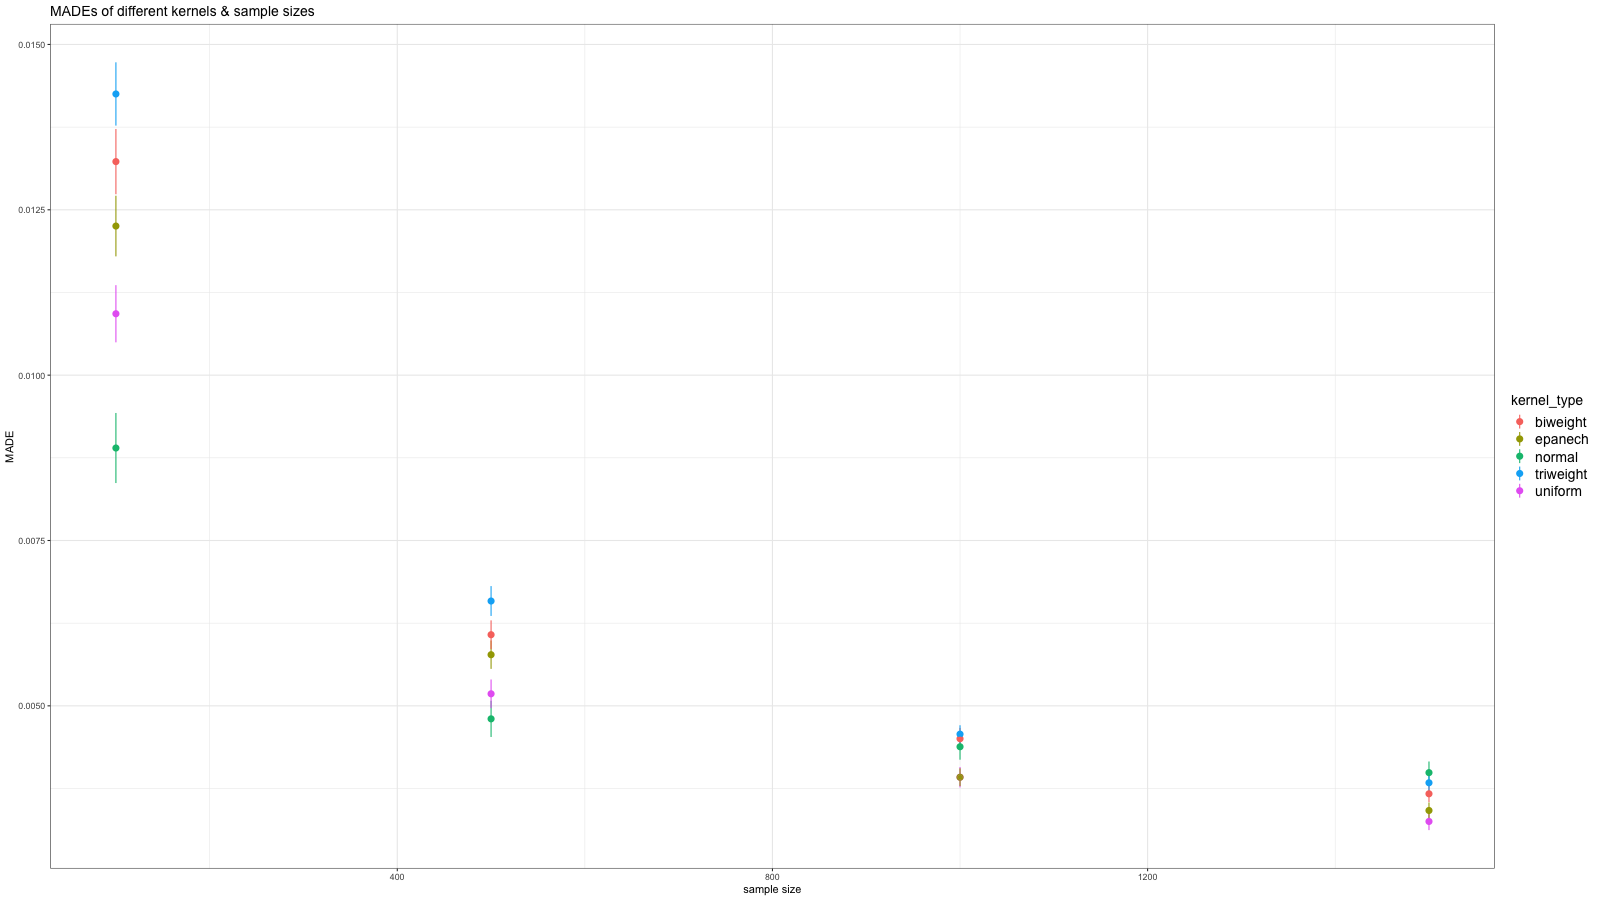 MADEs of different kernels & sample sizes
0.0150
0.0125
0.0100
0.0075
0.0050
MADE
400
800
1200
sample size
kernel_type
biweight
epanech
normal
triweight
uniform